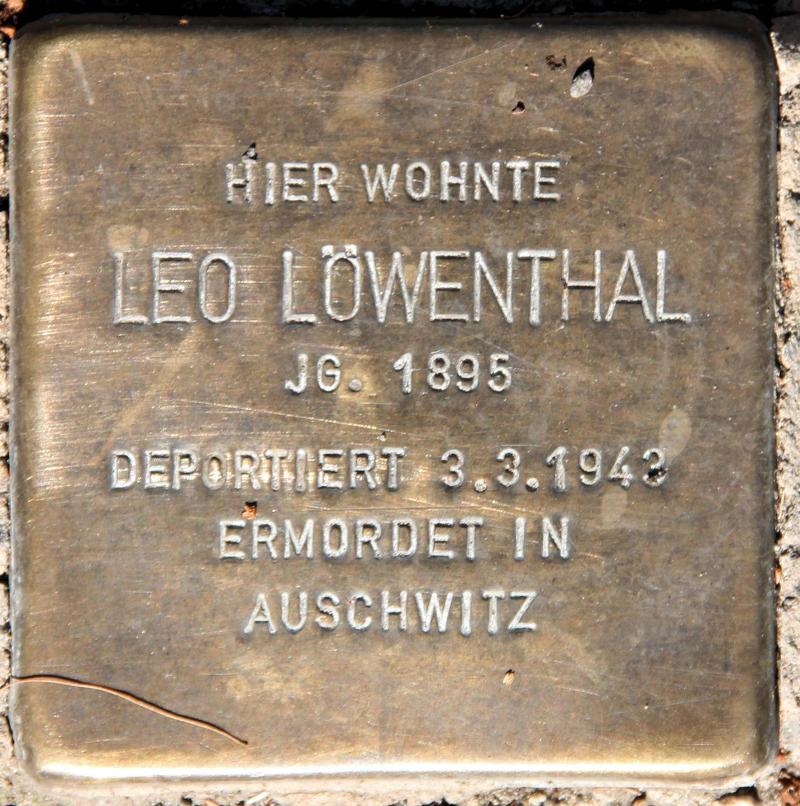 HIER WOHNTE
LEO LÖWENTHAL
JG. 1895
DEPORTIERT 3.3.1943
ERMORDET IN
AUSCHWITZ